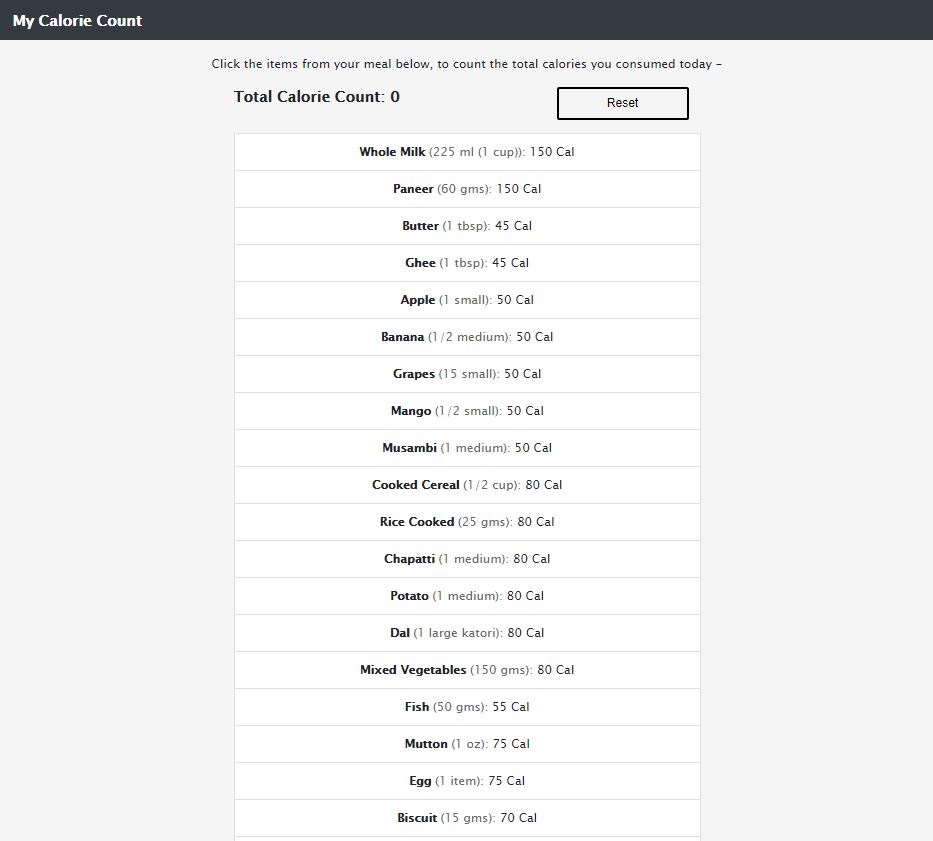 My Calorie Count
Click the items from your meal below, to count the total calories you consumed today -
Total Calorie Count: 0
Reset
Whole Milk (225 ml (1 cup)): 150 Cal
Paneer (60 gms): 150 Cal
Butter (1 tbsp): 45 Cal
Ghee (1 tbsp): 45 Cal
Apple (1 small): 50 Cal
Banana (1/2 medium): 50 Cal
Grapes (15 small): 50 Cal
Mango (1/2 small): 50 Cal
Musambi (1 medium): 50 Cal
Cooked Cereal (1/2 cup): 80 Cal
Rice Cooked (25 gms): 80 Cal
Chapatti (1 medium): 80 Cal
Potato (1 medium): 80 Cal
Dal (1 large katori): 80 Cal
Mixed Vegetables (150 gms): 80 Cal
Fish (50 gms): 55 Cal
Mutton (1 oz): 75 Cal
Egg (1 item): 75 Cal
Biscuit (15 gms): 70 Cal